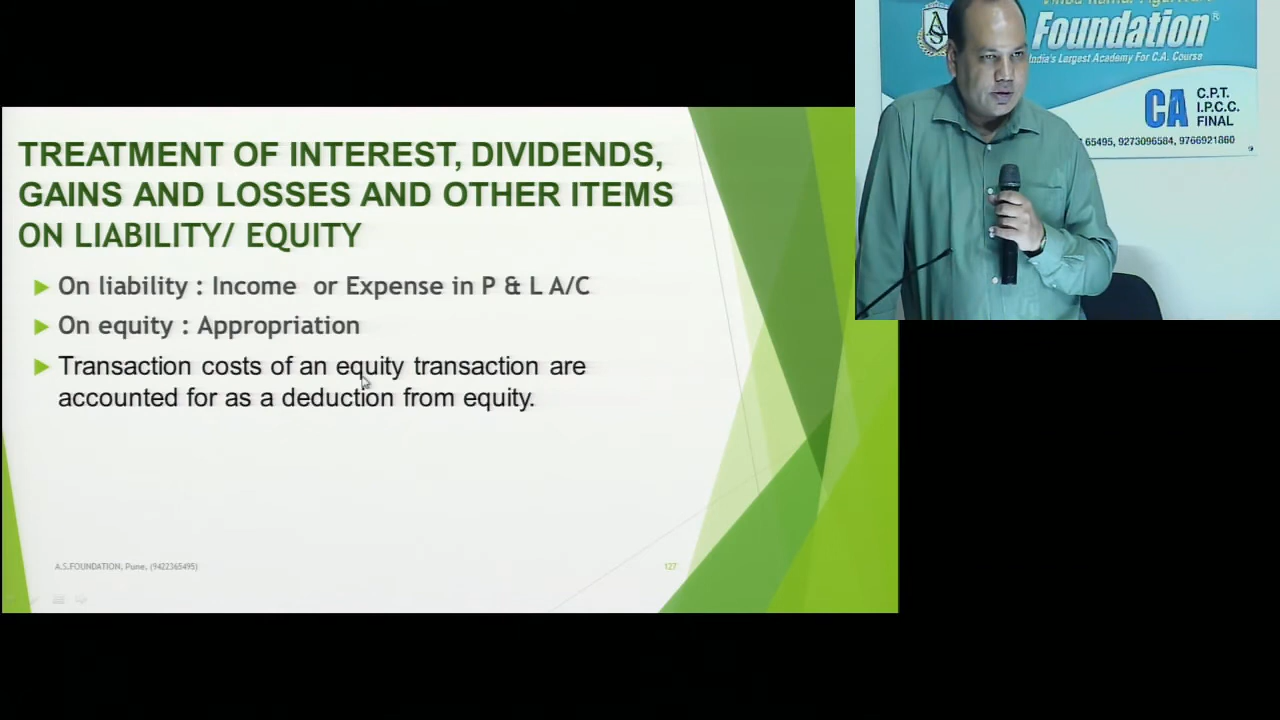 TREATMENT OF INTEREST, DIVIDENDS,
GAINS AND LOSSES AND OTHER ITEMS
ON LIABILITY/ EQUITY
On liability : Income or Expense in P & L A/C
On equity : Appropriation
Transaction costs of an equity transaction are
accounted for as a deduction from equity.
A.S.FOUNDATION, Pune, (9422365495)
127
AS
Foundation®
India's Largest Academy For C.A. Course
CA
C.P.T.
I.P.C.C.
FINAL
65495, 9273096584, 9766921860